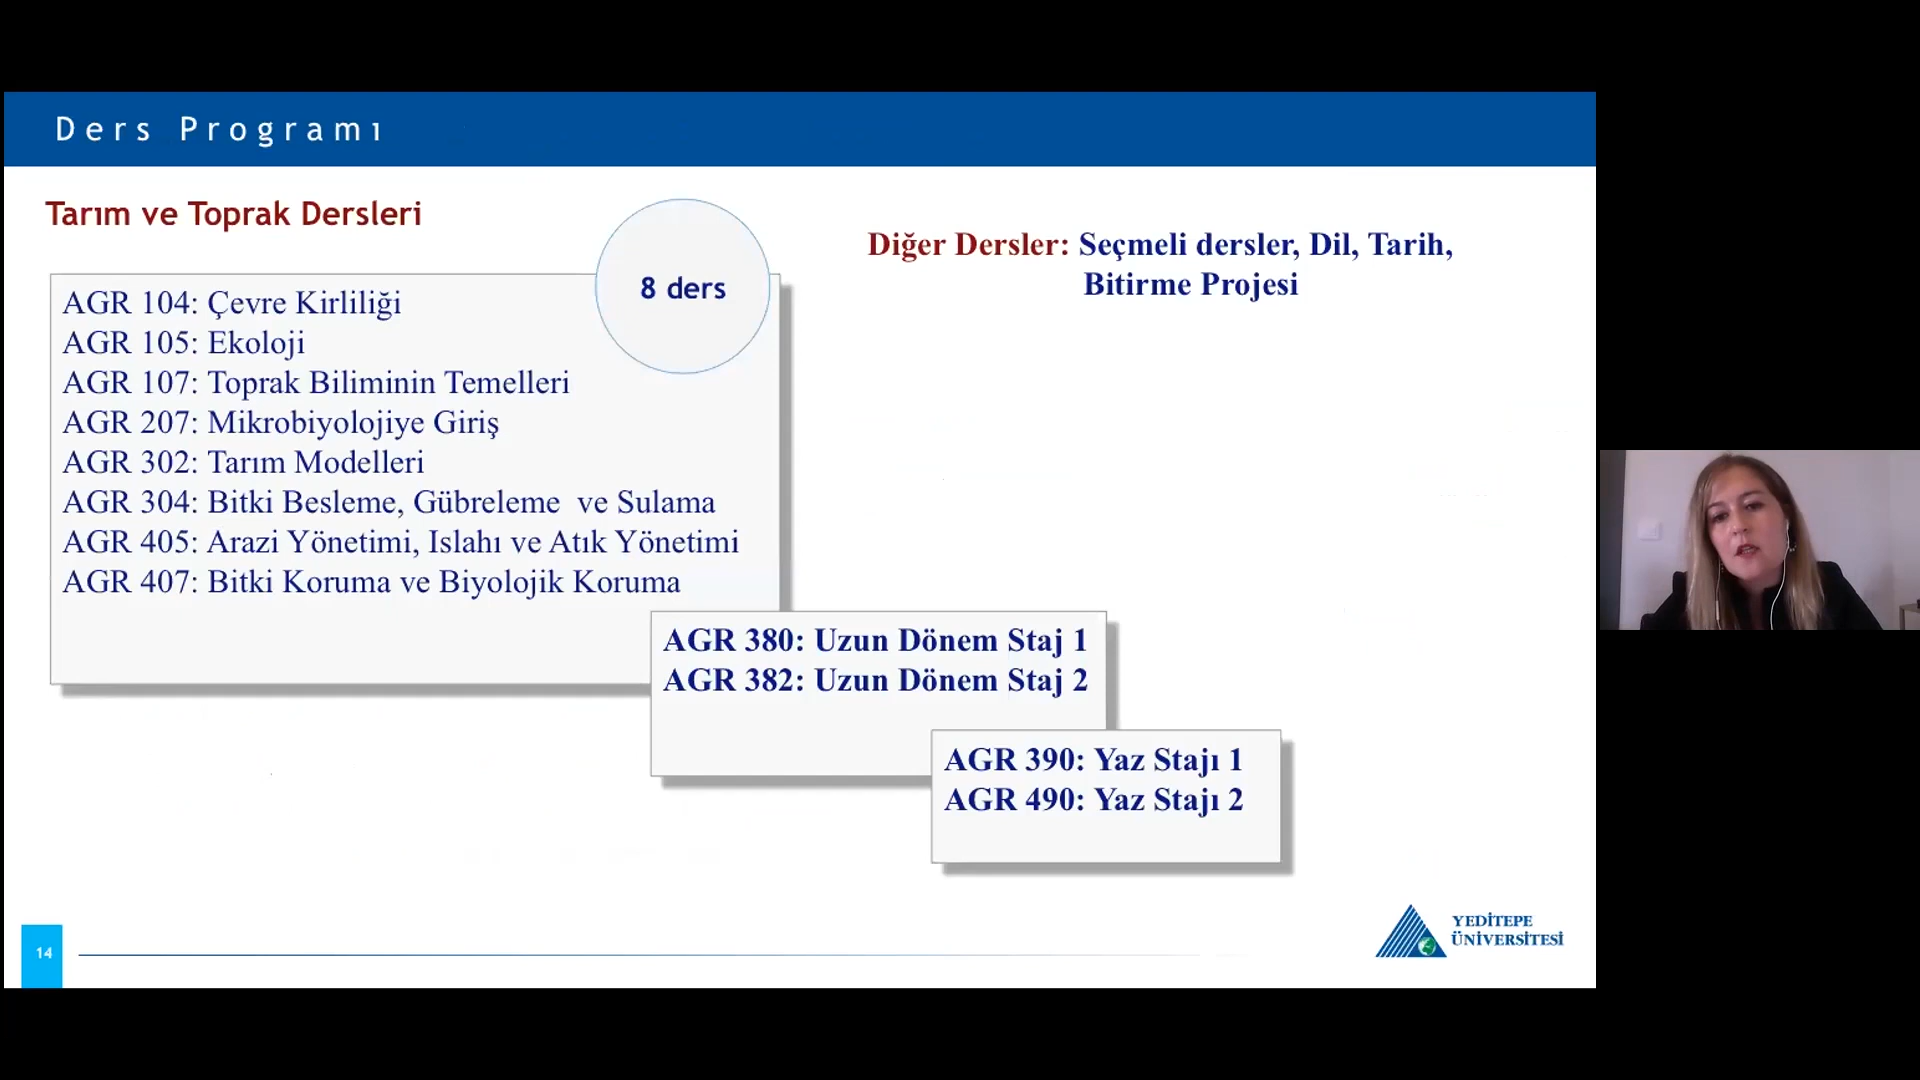 Ders Programı
Tarım ve Toprak Dersleri
8 ders
AGR 104: Çevre Kirliliği
AGR 105: Ekoloji
AGR 107: Toprak Biliminin Temelleri
AGR 207: Mikrobiyolojiye Giriş
AGR 302: Tarım Modelleri
AGR 304: Bitki Besleme, Gübreleme ve Sulama
AGR 405: Arazi Yönetimi, Islahı ve Atık Yönetimi
AGR 407: Bitki Koruma ve Biyolojik Koruma
Diğer Dersler: Seçmeli dersler, Dil, Tarih,
Bitirme Projesi
AGR 380: Uzun Dönem Staj 1
AGR 382: Uzun Dönem Staj 2
AGR 390: Yaz Stajı 1
AGR 490: Yaz Stajı 2
14
YEDİTEPE
ÜNİVERSİTESİ